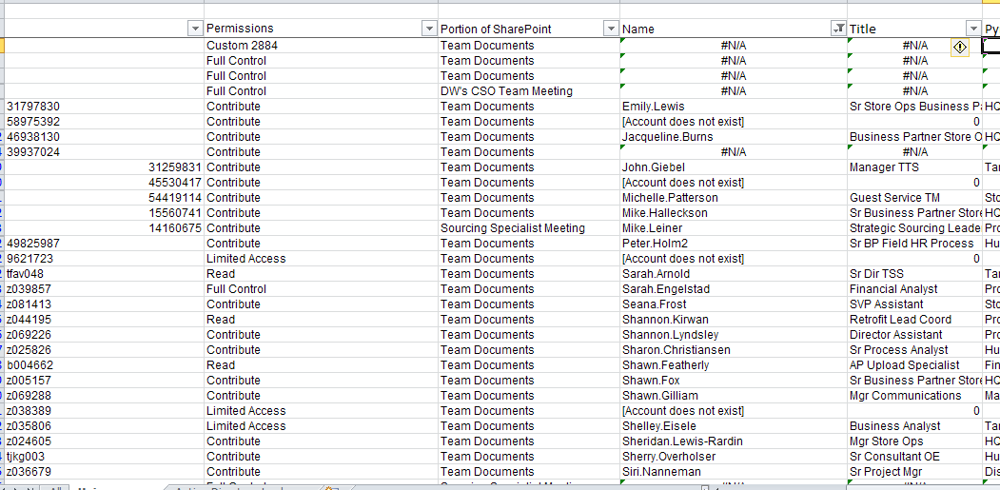 Permissions Portion of SharePoint Name Title Py
Custom 2884 Team Documents #N/A #N/A
Full Control Team Documents #N/A #N/A
Full Control Team Documents #N/A #N/A
Full Control DW's CSO Team Meeting #N/A #N/A
31797830 Contribute Team Documents Emily.Lewis Sr Store Ops Business Pa HQ
58975392 Contribute Team Documents [Account does not exist] 0
46938130 Contribute Team Documents Jacqueline.Burns Business Partner Store O HQ
39937024 Contribute Team Documents #N/A #N/A
31259831 Contribute Team Documents John.Giebel Manager TTS Tar
45530417 Contribute Team Documents [Account does not exist] 0
54419114 Contribute Team Documents Michelle.Patterson Guest Service TM Sto
15560741 Contribute Team Documents Mike.Halleckson Sr Business Partner Store HQ
14160675 Contribute Sourcing Specialist Meeting Mike.Leiner Strategic Sourcing Leade Pro
49825987 Contribute Team Documents Peter.Holm2 Sr BP Field HR Process Hu
9621723 Limited Access Team Documents [Account does not exist] 0
tfav048 Read Team Documents Sarah.Arnold Sr Dir TSS Tar
z039857 Full Control Team Documents Sarah.Engelstad Financial Analyst Pro
z081413 Contribute Team Documents Seana.Frost SVP Assistant Sto
z044195 Read Team Documents Shannon.Kirwan Retrofit Lead Coord Pro
z069226 Contribute Team Documents Shannon.Lyndsley Director Assistant Pro
z025826 Contribute Team Documents Sharon.Christiansen Sr Process Analyst Hu
b004662 Read Team Documents Shawn.Featherly AP Upload Specialist Fin
z005157 Contribute Team Documents Shawn.Fox Sr Business Partner Store HQ
z069288 Contribute Team Documents Shawn.Gilliam Mgr Communications Ma
z038389 Limited Access Team Documents [Account does not exist] 0
z035806 Limited Access Team Documents Shelley.Eisele Business Analyst Tar
z024605 Contribute Team Documents Sheridan.Lewis-Rardin Mgr Store Ops HQ
tjkg003 Contribute Team Documents Sherry.Overholser Sr Consultant OE Hu
z036679 Contribute Team Documents Siri.Nanneman Sr Project Mgr Dis